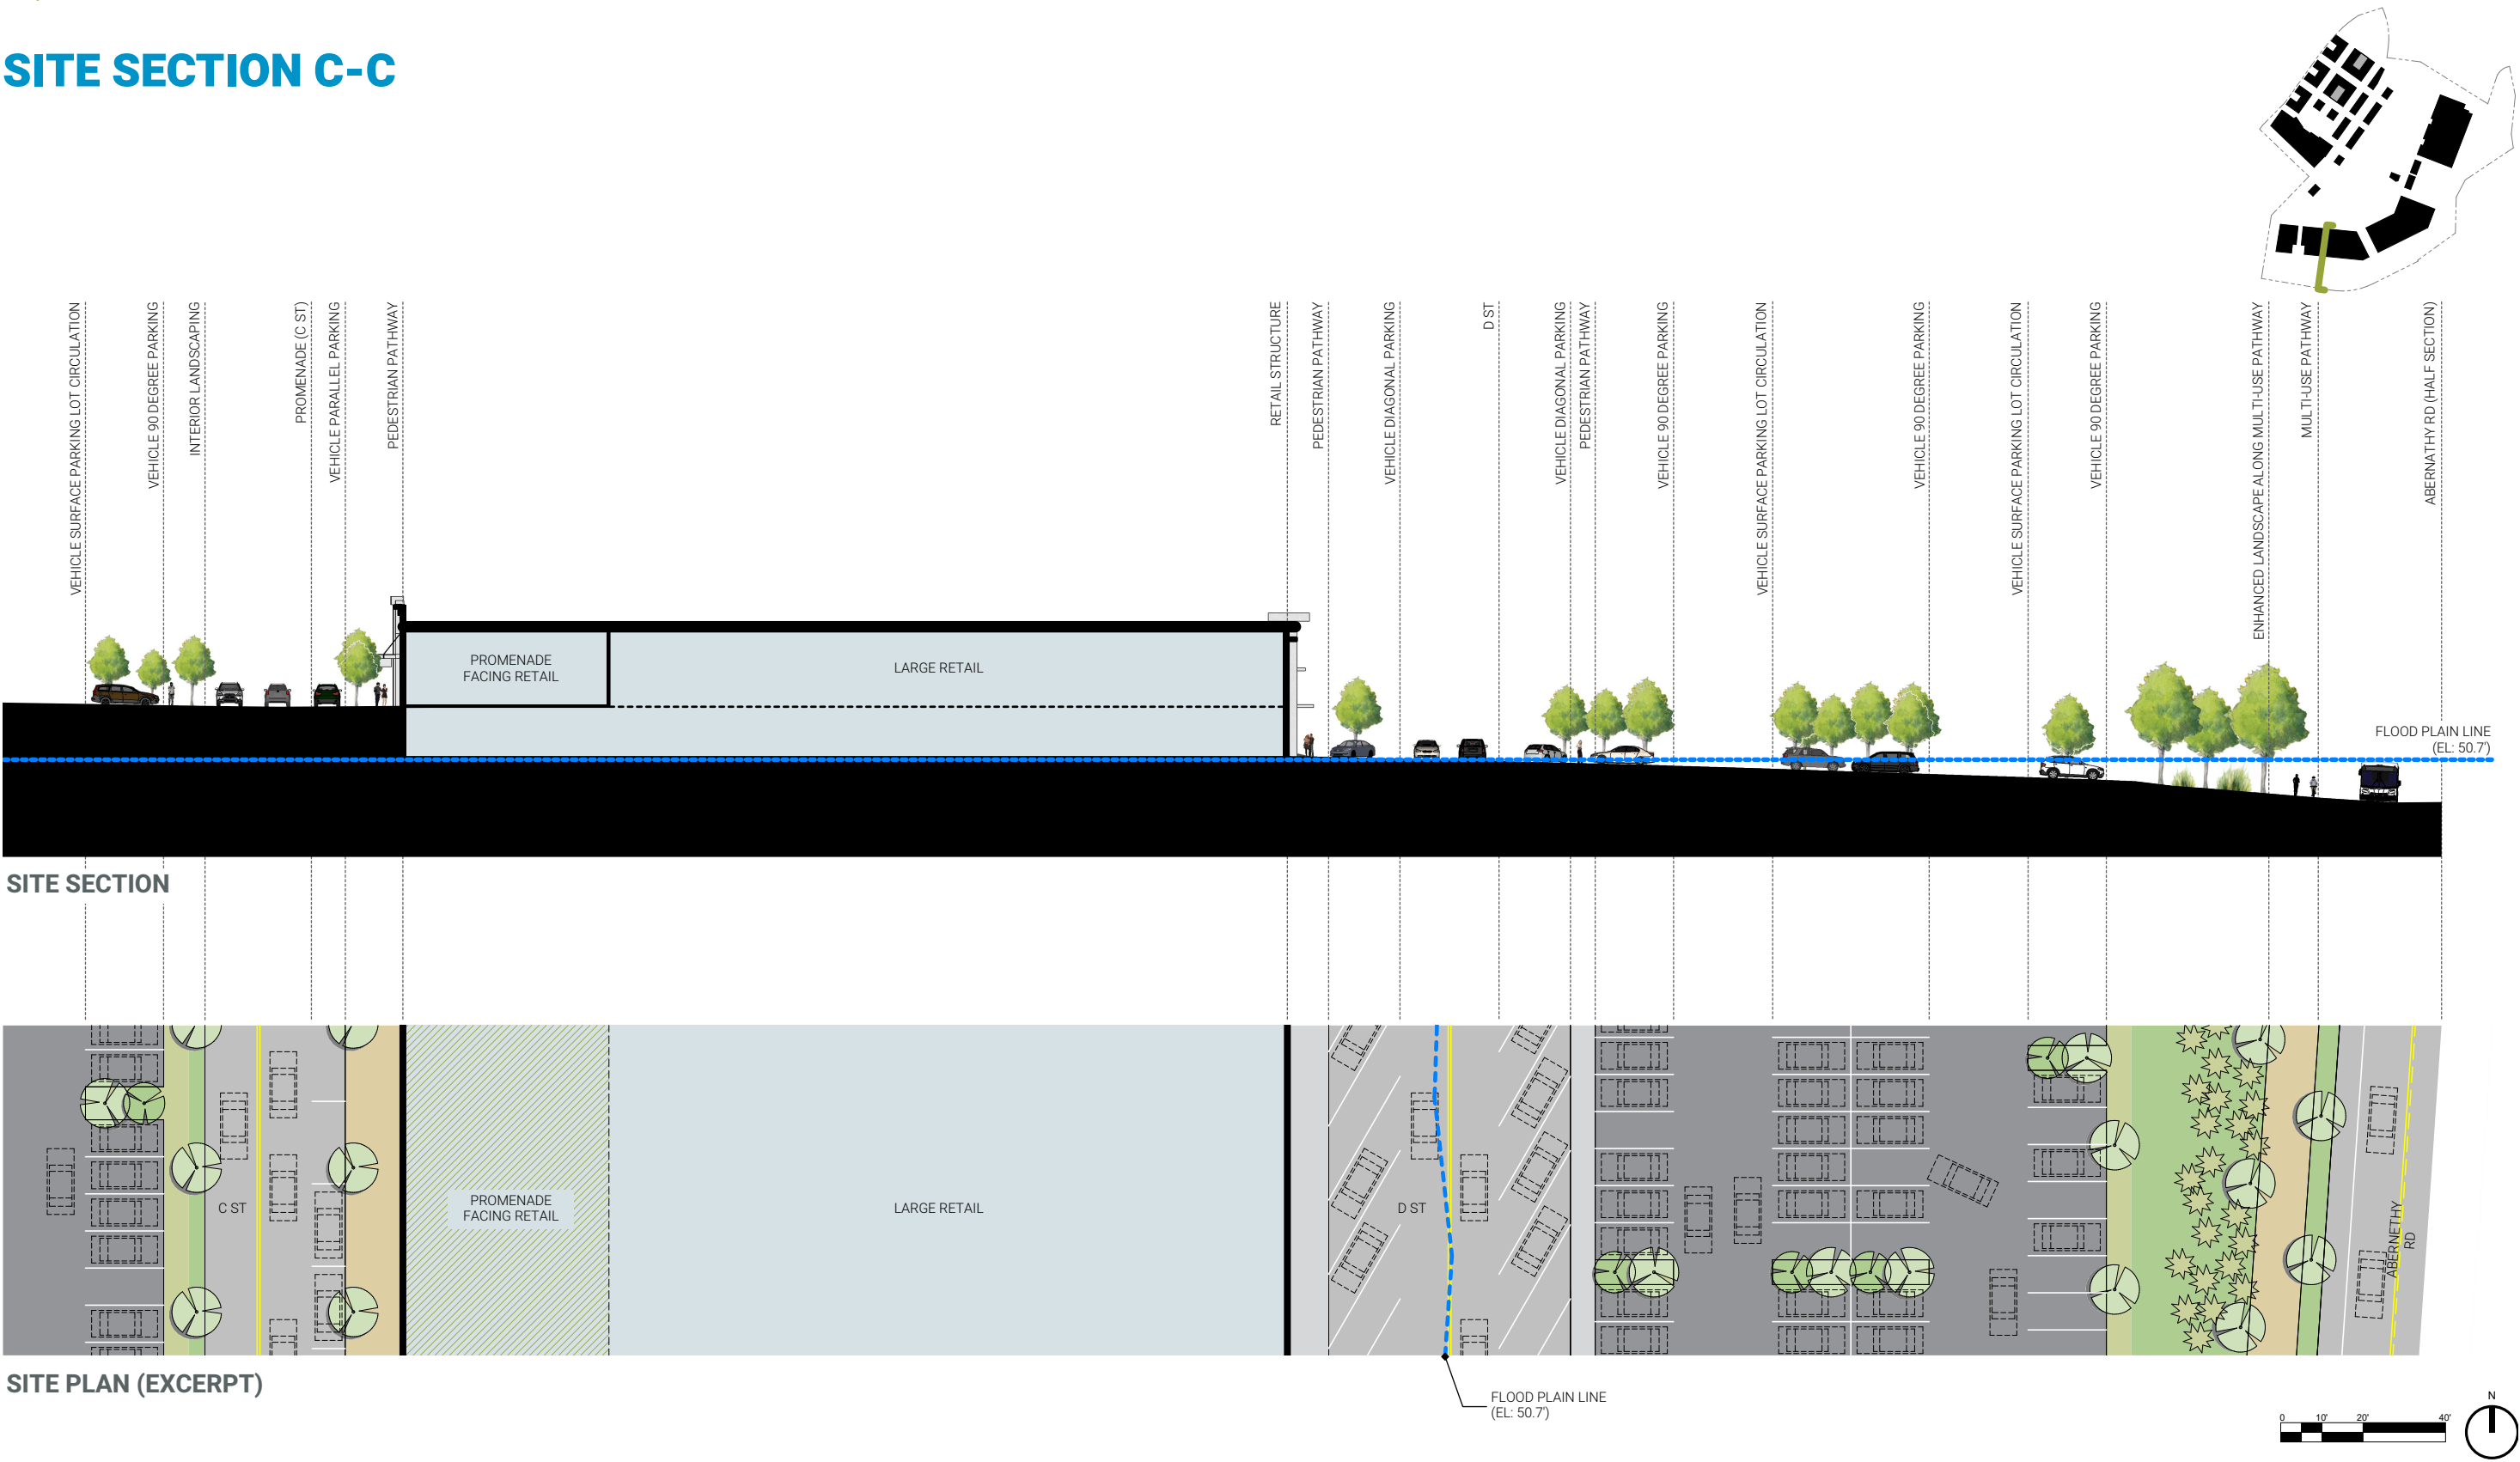 SITE SECTION C-C
VEHICLE SURFACE PARKING LOT CIRCULATION
VEHICLE 90 DEGREE PARKING
INTERIOR LANDSCAPING
PROMENADE (C ST)
VEHICLE PARALLEL PARKING
PEDESTRIAN PATHWAY
RETAIL STRUCTURE
PEDESTRIAN PATHWAY
VEHICLE DIAGONAL PARKING
D ST
VEHICLE DIAGONAL PARKING
PEDESTRIAN PATHWAY
VEHICLE 90 DEGREE PARKING
VEHICLE SURFACE PARKING LOT CIRCULATION
VEHICLE 90 DEGREE PARKING
VEHICLE SURFACE PARKING LOT CIRCULATION
VEHICLE 90 DEGREE PARKING
ENHANCED LANDSCAPE ALONG MULTI-USE PATHWAY
MULTI-USE PATHWAY
ABERNATHY RD (HALF SECTION)
PROMENADE
FACING RETAIL
LARGE RETAIL
FLOOD PLAIN LINE
(EL: 50.7')
SITE SECTION
C ST
PROMENADE
FACING RETAIL
LARGE RETAIL
D ST
ABERNETHY
RD
SITE PLAN (EXCERPT)
FLOOD PLAIN LINE
(EL: 50.7')
0 10' 20' 40'
N